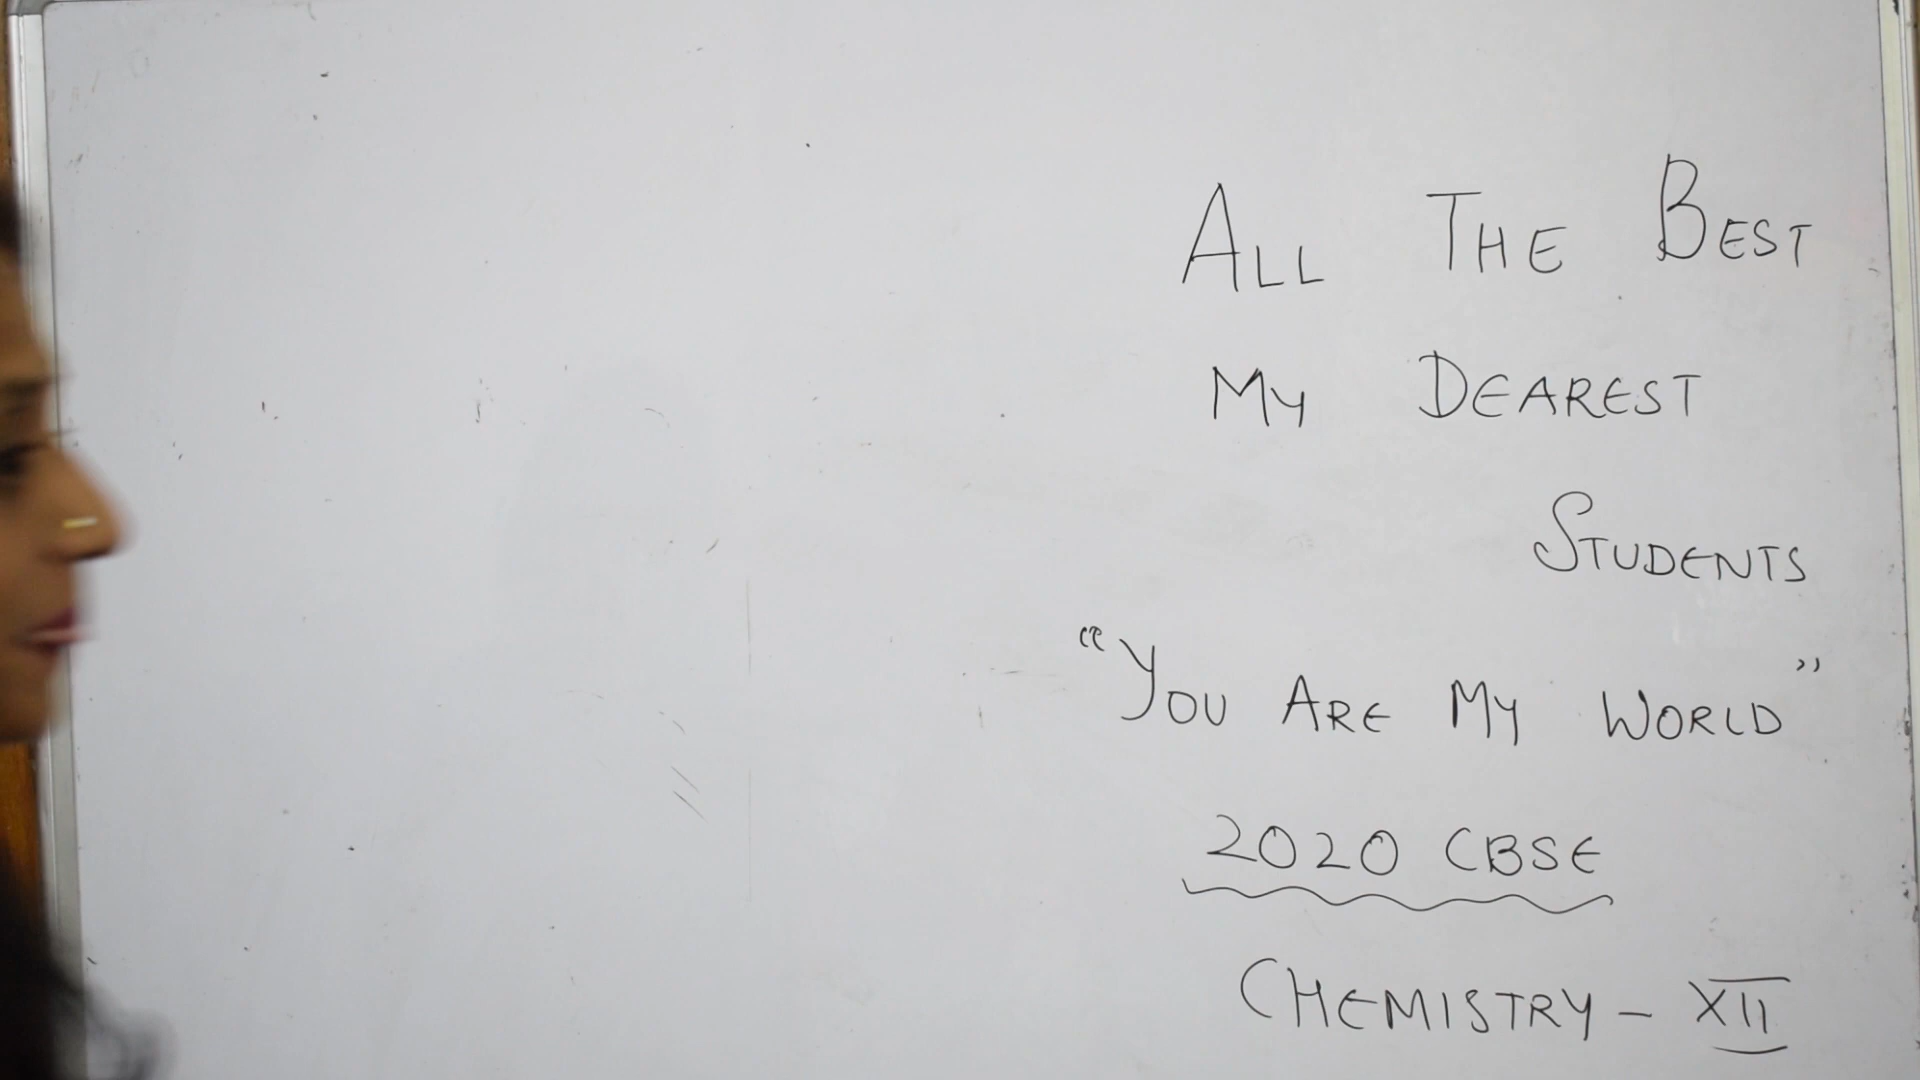 ALL THE BEST
MY DEAREST
STUDENTS
"YOU ARE MY WORLD"
2020 CBSE
CHEMISTRY - XII